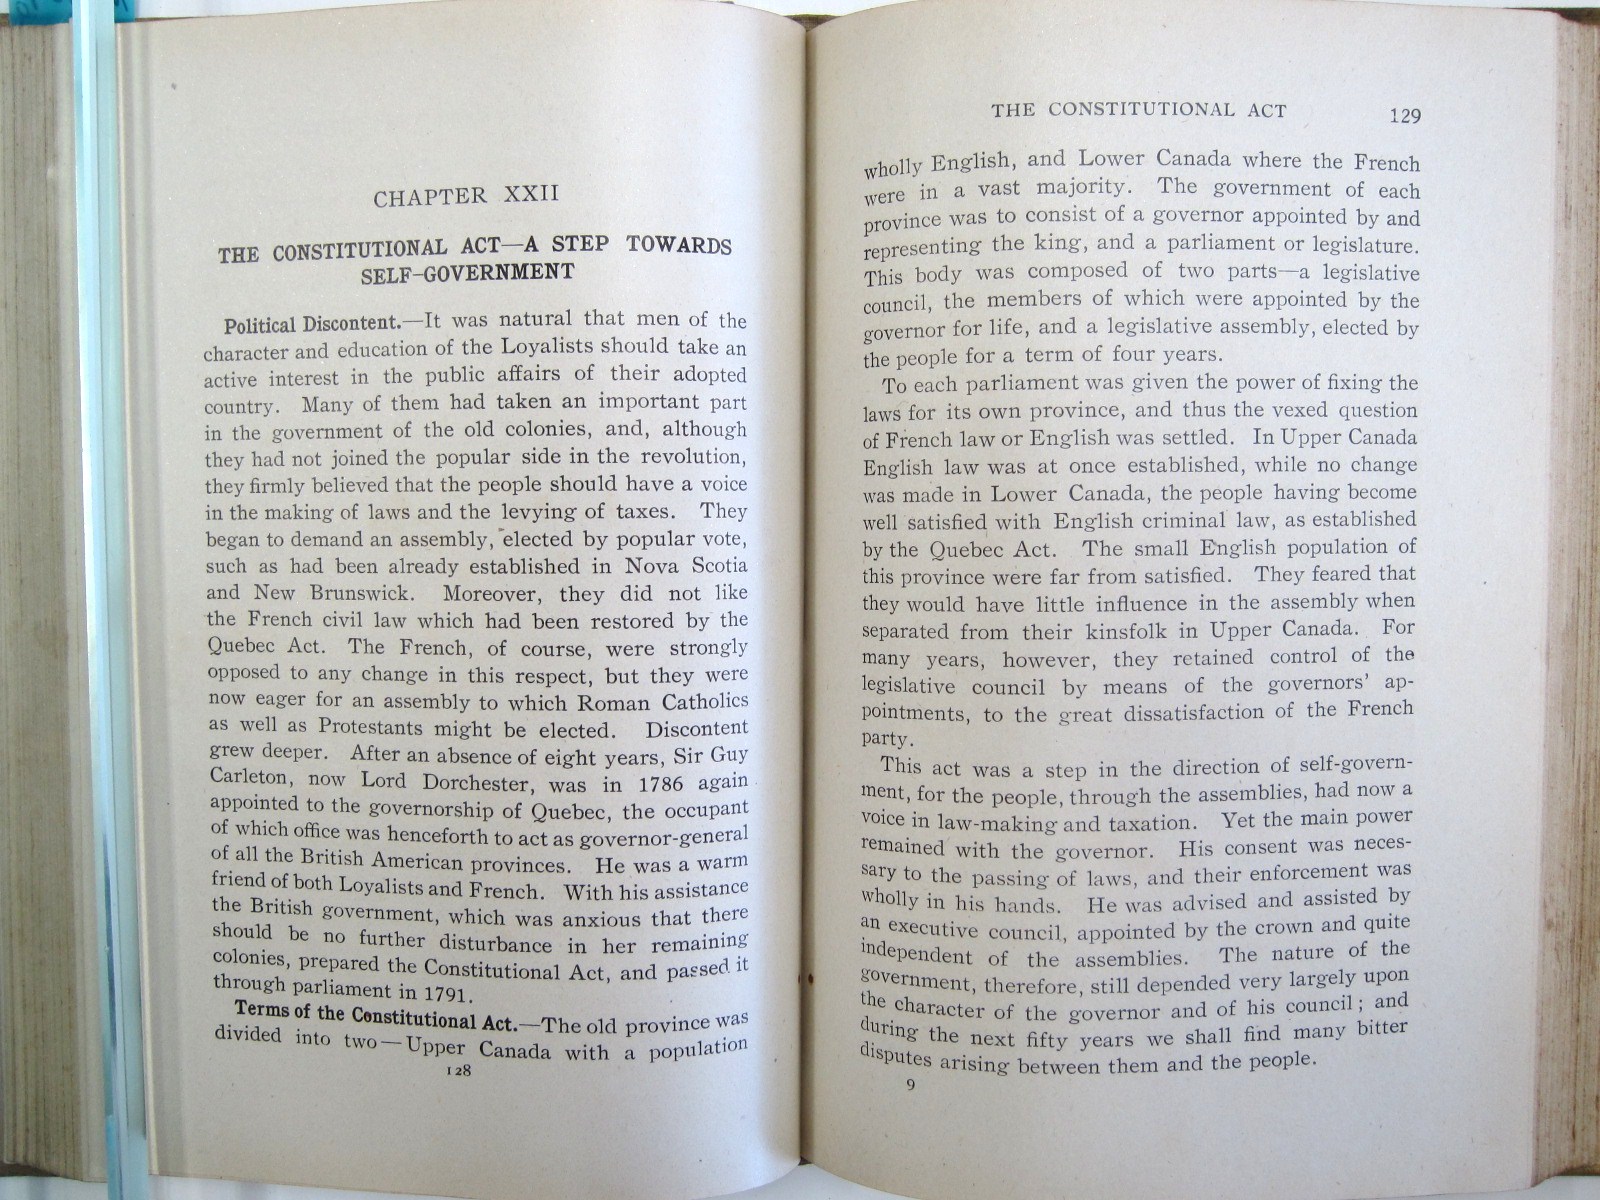 CHAPTER XXII
THE CONSTITUTIONAL ACT—A STEP TOWARDS
SELF-GOVERNMENT
Political Discontent.—It was natural that men of the
character and education of the Loyalists should take an
active interest in the public affairs of their adopted
country. Many of them had taken an important part
in the government of the old colonies, and, although
they had not joined the popular side in the revolution,
they firmly believed that the people should have a voice
in the making of laws and the levying of taxes. They
began to demand an assembly, elected by popular vote,
such as had been already established in Nova Scotia
and New Brunswick. Moreover, they did not like
the French civil law which had been restored by the
Quebec Act. The French, of course, were strongly
opposed to any change in this respect, but they were
now eager for an assembly to which Roman Catholics
as well as Protestants might be elected. Discontent
grew deeper. After an absence of eight years, Sir Guy
Carleton, now Lord Dorchester, was in 1786 again
appointed to the governorship of Quebec, the occupant
of which office was henceforth to act as governor-general
of all the British American provinces. He was a warm
friend of both Loyalists and French. With his assistance
the British government, which was anxious that there
should be no further disturbance in her remaining
colonies, prepared the Constitutional Act, and passed it
through parliament in 1791.
Terms of the Constitutional Act.—The old province was
divided into two—Upper Canada with a population
128
THE CONSTITUTIONAL ACT 129
wholly English, and Lower Canada where the French
were in a vast majority. The government of each
province was to consist of a governor appointed by and
representing the king, and a parliament or legislature.
This body was composed of two parts—a legislative
council, the members of which were appointed by the
governor for life, and a legislative assembly, elected by
the people for a term of four years.
To each parliament was given the power of fixing the
laws for its own province, and thus the vexed question
of French law or English was settled. In Upper Canada
English law was at once established, while no change
was made in Lower Canada, the people having become
well satisfied with English criminal law, as established
by the Quebec Act. The small English population of
this province were far from satisfied. They feared that
they would have little influence in the assembly when
separated from their kinsfolk in Upper Canada. For
many years, however, they retained control of the
legislative council by means of the governors' ap-
pointments, to the great dissatisfaction of the French
party.
This act was a step in the direction of self-govern-
ment, for the people, through the assemblies, had now a
voice in law-making and taxation. Yet the main power
remained with the governor. His consent was neces-
sary to the passing of laws, and their enforcement was
wholly in his hands. He was advised and assisted by
an executive council, appointed by the crown and quite
independent of the assemblies. The nature of the
government, therefore, still depended very largely upon
the character of the governor and of his council; and
during the next fifty years we shall find many bitter
disputes arising between them and the people.
9